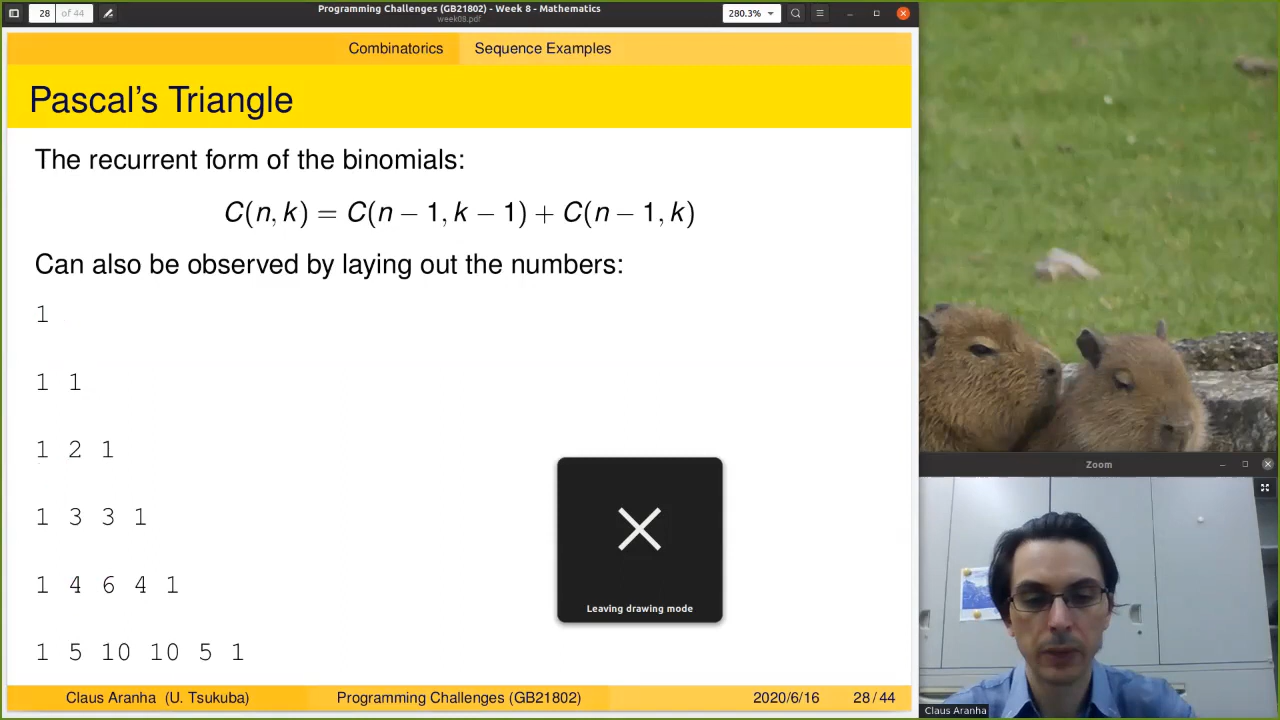 28 of 44
Programming Challenges (GB21802) - Week 8 - Mathematics
week08.pdf
280.3%
Combinatorics Sequence Examples
Pascal's Triangle
The recurrent form of the binomials:
C(n, k) = C(n − 1, k − 1) + C(n − 1, k)
Can also be observed by laying out the numbers:
1
1 1
1 2 1
1 3 3 1
1 4 6 4 1
1 5 10 10 5 1
Leaving drawing mode
Claus Aranha (U. Tsukuba) Programming Challenges (GB21802) 2020/6/16 28 / 44
Zoom
Claus Aranha